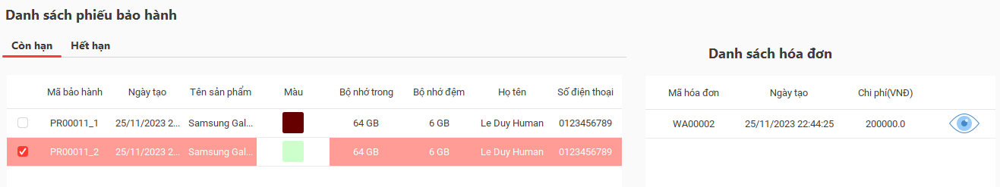 Danh sách phiếu bảo hành
Còn hạn Hết hạn
Mã bảo hành Ngày tạo Tên sản phẩm Màu Bộ nhớ trong Bộ nhớ đệm Họ tên Số điện thoại
PR00011_1 25/11/2023 2... Samsung Gal... 64 GB 6 GB Le Duy Human 0123456789
PR00011_2 25/11/2023 2... Samsung Gal... 64 GB 6 GB Le Duy Human 0123456789
Danh sách hóa đơn
Mã hóa đơn Ngày tạo Chi phí(VNĐ)
WA00002 25/11/2023 22:44:25 200000.0